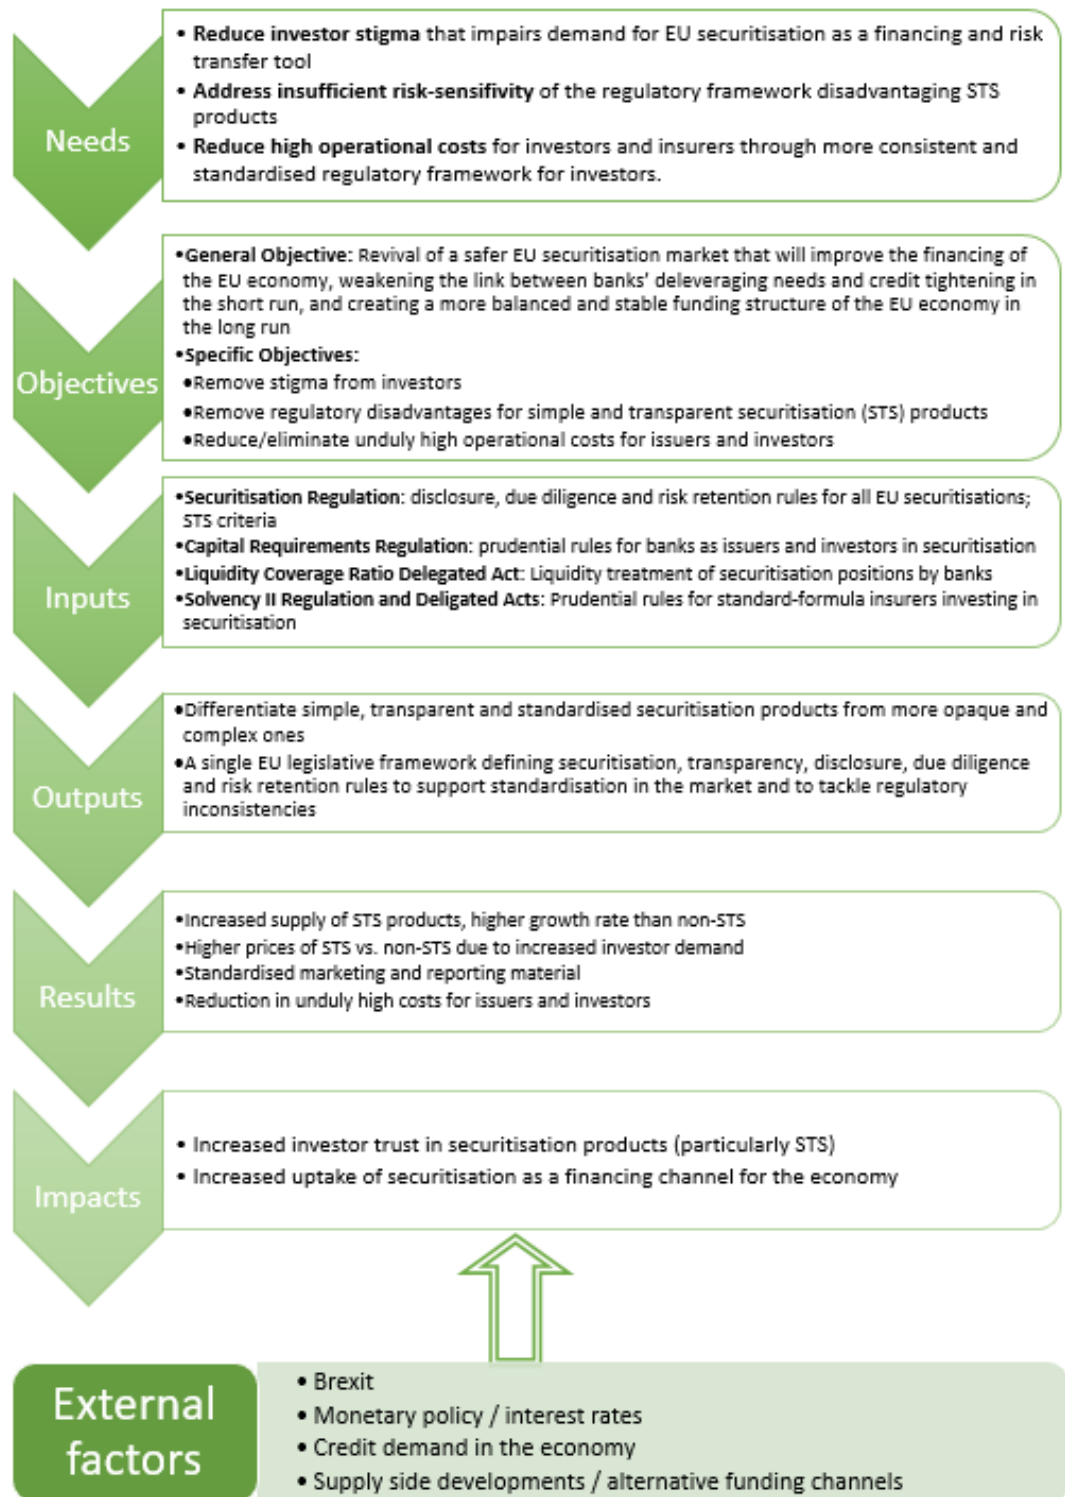 Needs
• Reduce investor stigma that impairs demand for EU securitisation as a financing and risk
transfer tool
• Address insufficient risk-sensifivity of the regulatory framework disadvantaging STS
products
• Reduce high operational costs for investors and insurers through more consistent and
standardised regulatory framework for investors.
Objectives
•General Objective: Revival of a safer EU securitisation market that will improve the financing of
the EU economy, weakening the link between banks' deleveraging needs and credit tightening in
the short run, and creating a more balanced and stable funding structure of the EU economy in
the long run
•Specific Objectives:
•Remove stigma from investors
•Remove regulatory disadvantages for simple and transparent securitisation (STS) products
•Reduce/eliminate unduly high operational costs for issuers and investors
Inputs
•Securitisation Regulation: disclosure, due diligence and risk retention rules for all EU securitisations;
STS criteria
•Capital Requirements Regulation: prudential rules for banks as issuers and investors in securitisation
•Liquidity Coverage Ratio Delegated Act: Liquidity treatment of securitisation positions by banks
•Solvency II Regulation and Deligated Acts: Prudential rules for standard-formula insurers investing in
securitisation
Outputs
•Differentiate simple, transparent and standardised securitisation products from more opaque and
complex ones
•A single EU legislative framework defining securitisation, transparency, disclosure, due diligence
and risk retention rules to support standardisation in the market and to tackle regulatory
inconsistencies
Results
•Increased supply of STS products, higher growth rate than non-STS
•Higher prices of STS vs. non-STS due to increased investor demand
•Standardised marketing and reporting material
•Reduction in unduly high costs for issuers and investors
Impacts
• Increased investor trust in securitisation products (particularly STS)
• Increased uptake of securitisation as a financing channel for the economy
External
factors
• Brexit
• Monetary policy / interest rates
• Credit demand in the economy
• Supply side developments / alternative funding channels